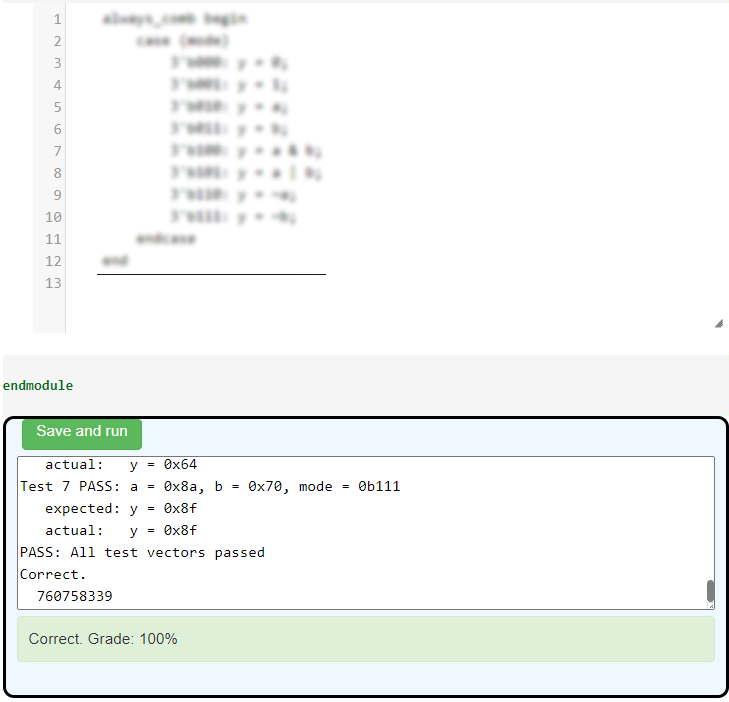 1
2
3
4
5
6
7
8
9
10
11
12
13
always_comb begin
case (mode)
3'b000: y = 0;
3'b001: y = 1;
3'b010: y = a;
3'b011: y = b;
3'b100: y = a & b;
3'b101: y = a | b;
3'b110: y = ~a;
3'b111: y = ~b;
endcase
end
endmodule
Save and run
actual: y = 0x64
Test 7 PASS: a = 0x8a, b = 0x70, mode = 0b111
expected: y = 0x8f
actual: y = 0x8f
PASS: All test vectors passed
Correct.
760758339
Correct. Grade: 100%